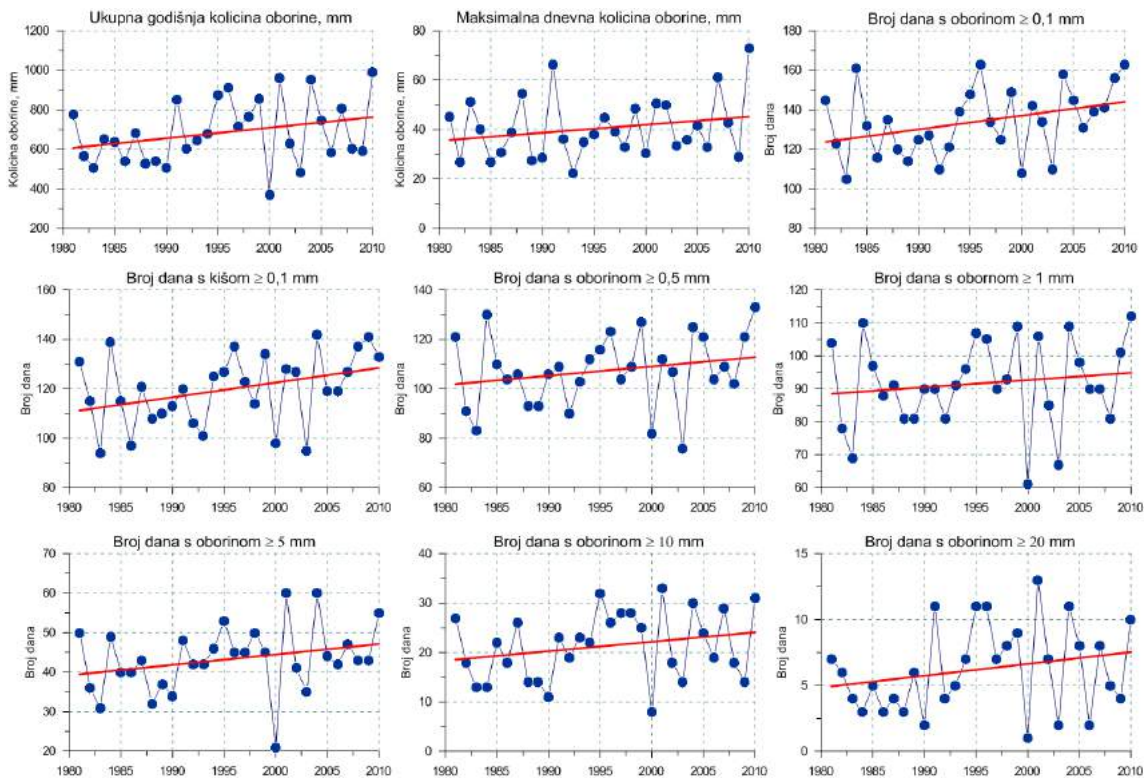 Ukupna godišnja kolicina oborine, mm
Kolicina oborine, mm
1200
1000
800
600
400
200
1980 1985 1990 1995 2000 2005 2010
Maksimalna dnevna kolicina oborine, mm
Kolicina oborine, mm
80
60
40
20
0
1980 1985 1990 1995 2000 2005 2010
Broj dana s oborinom ≥ 0,1 mm
Broj dana
180
160
140
120
100
80
1980 1985 1990 1995 2000 2005 2010
Broj dana s kišom ≥ 0,1 mm
Broj dana
160
140
120
100
80
1980 1985 1990 1995 2000 2005 2010
Broj dana s oborinom ≥ 0,5 mm
Broj dana
140
120
100
80
60
1980 1985 1990 1995 2000 2005 2010
Broj dana s obornom ≥ 1 mm
Broj dana
120
110
100
90
80
70
60
1980 1985 1990 1995 2000 2005 2010
Broj dana s oborinom ≥ 5 mm
Broj dana
70
60
50
40
30
20
1980 1985 1990 1995 2000 2005 2010
Broj dana s oborinom ≥ 10 mm
Broj dana
40
30
20
10
0
1980 1985 1990 1995 2000 2005 2010
Broj dana s oborinom ≥ 20 mm
Broj dana
15
10
5
0
1980 1985 1990 1995 2000 2005 2010